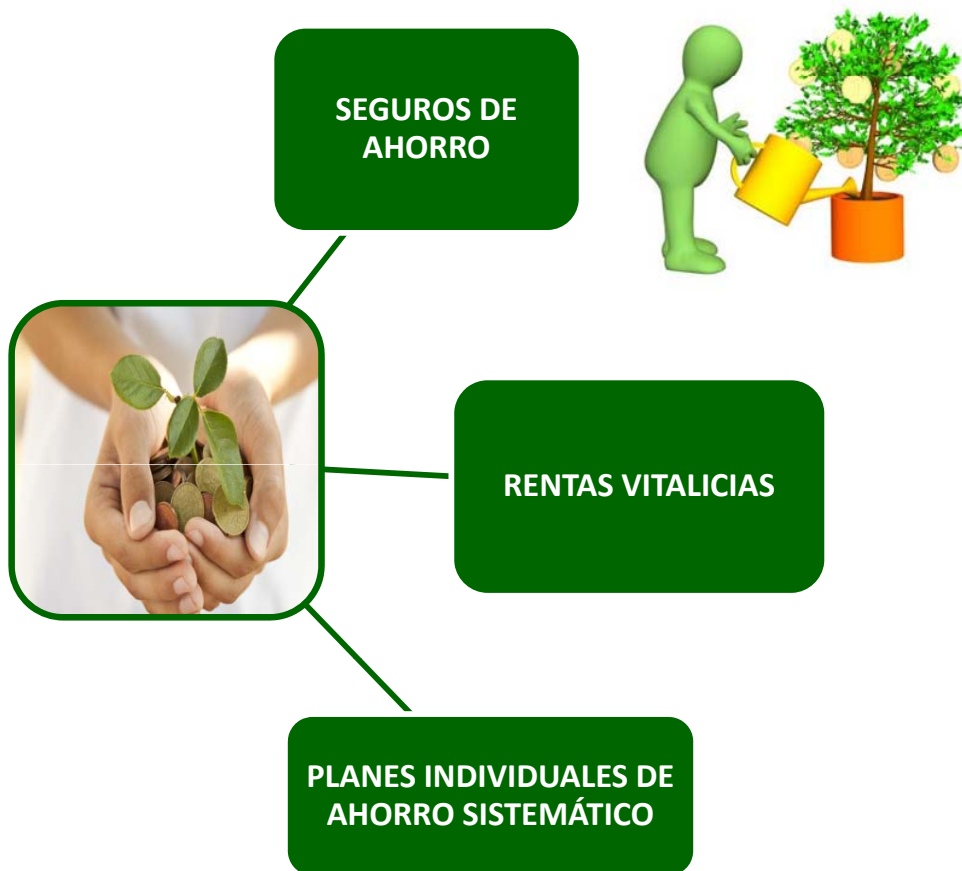 SEGUROS DE
AHORRO
RENTAS VITALICIAS
PLANES INDIVIDUALES DE
AHORRO SISTEMÁTICO